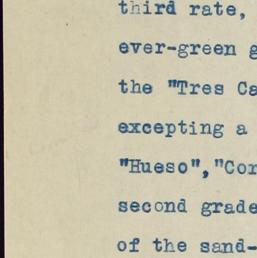 third rate,
ever-green g
the "Tres Ca
excepting a
"Hueso","Cor
second grade
of the sand-